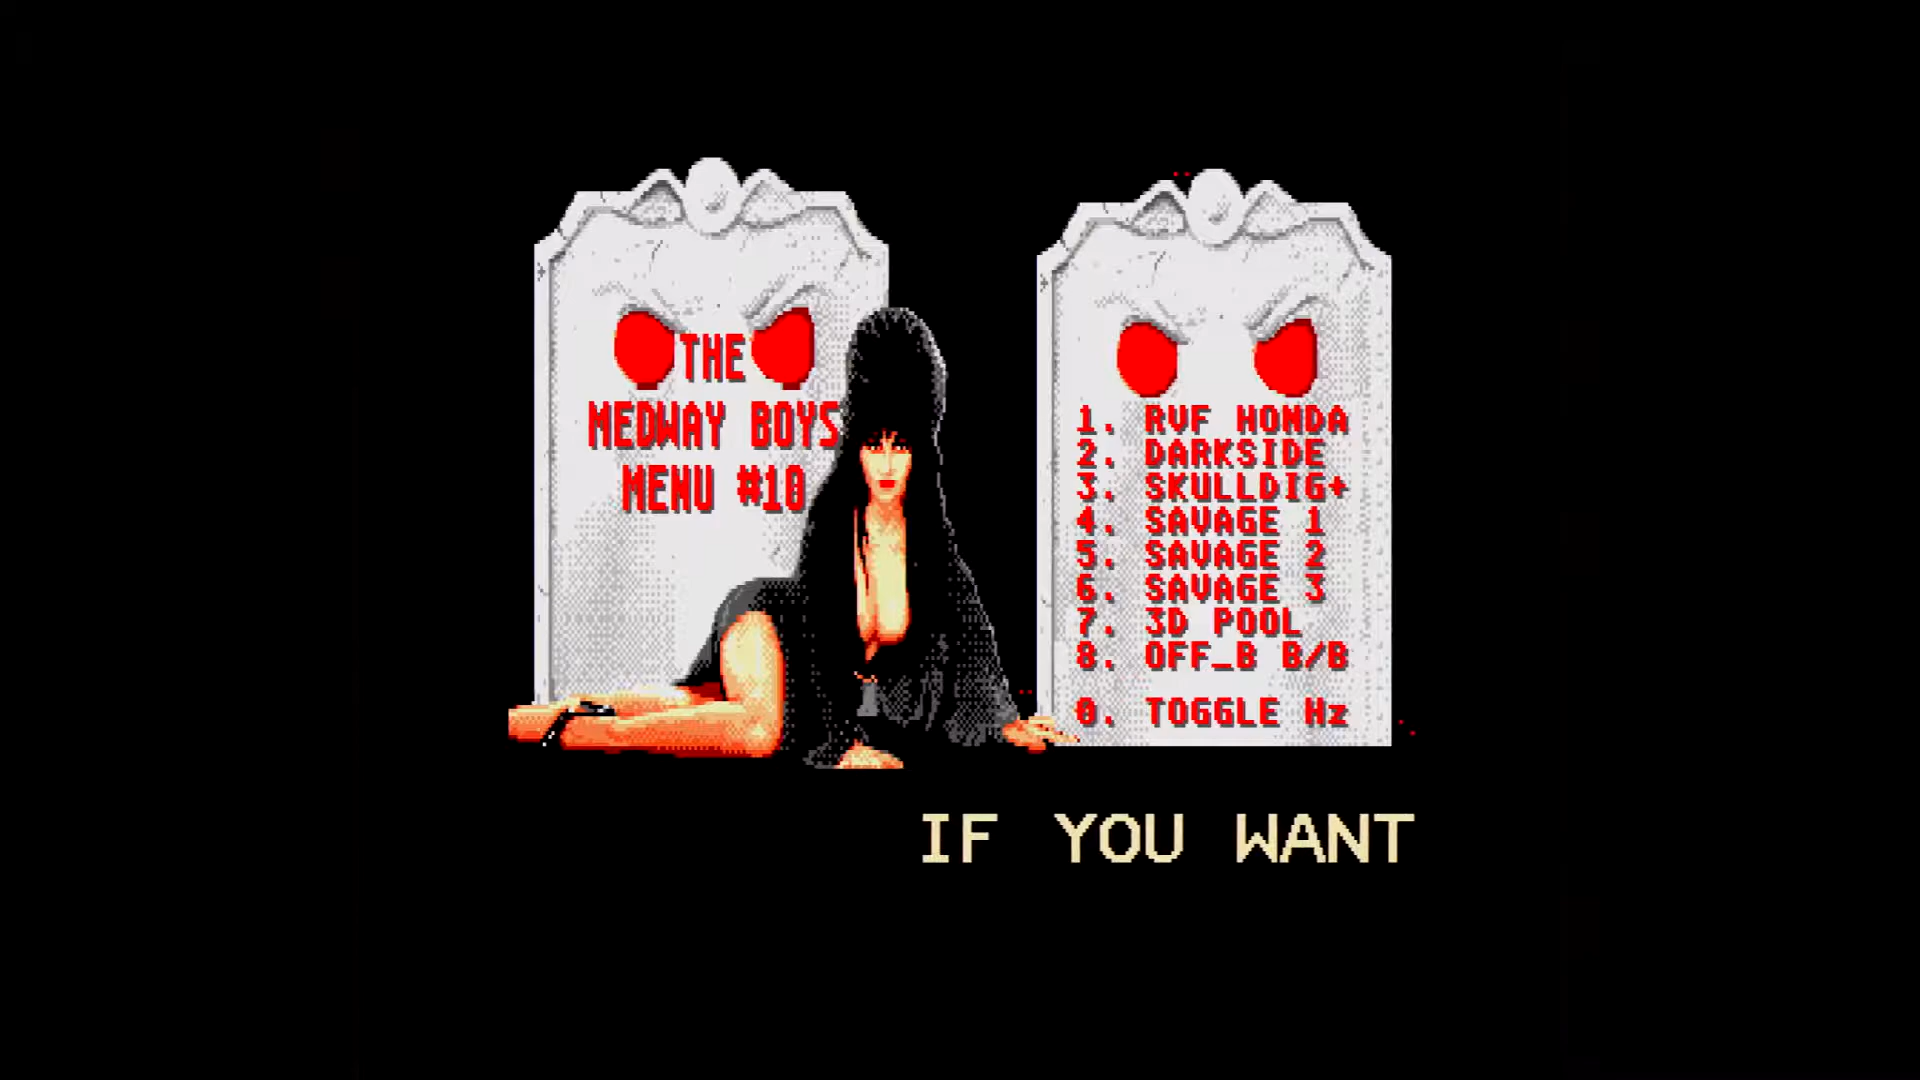 THE
MEDWAY BOYS
MENU #10
1. RVF HONDA
2. DARKSIDE
3. SKULLDIG+
4. SAVAGE 1
5. SAVAGE 2
6. SAVAGE 3
7. 3D POOL
8. OFF_B B/B
0. TOGGLE Hz
IF YOU WANT